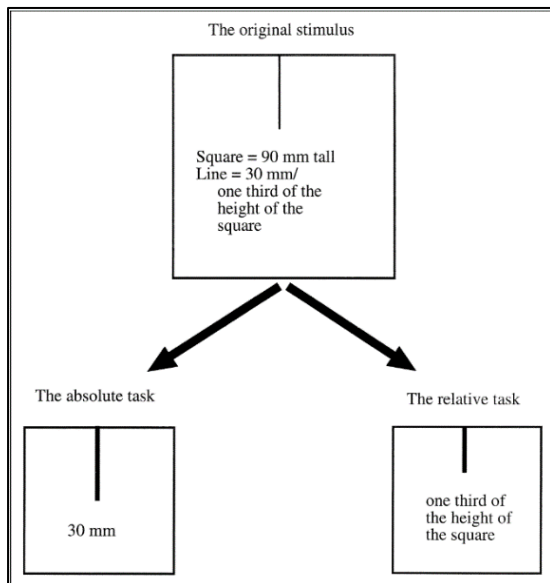 The original stimulus
Square = 90 mm tall
Line = 30 mm/
one third of the
height of the
square
The absolute task
The relative task
30 mm
one third of
the height of
the square